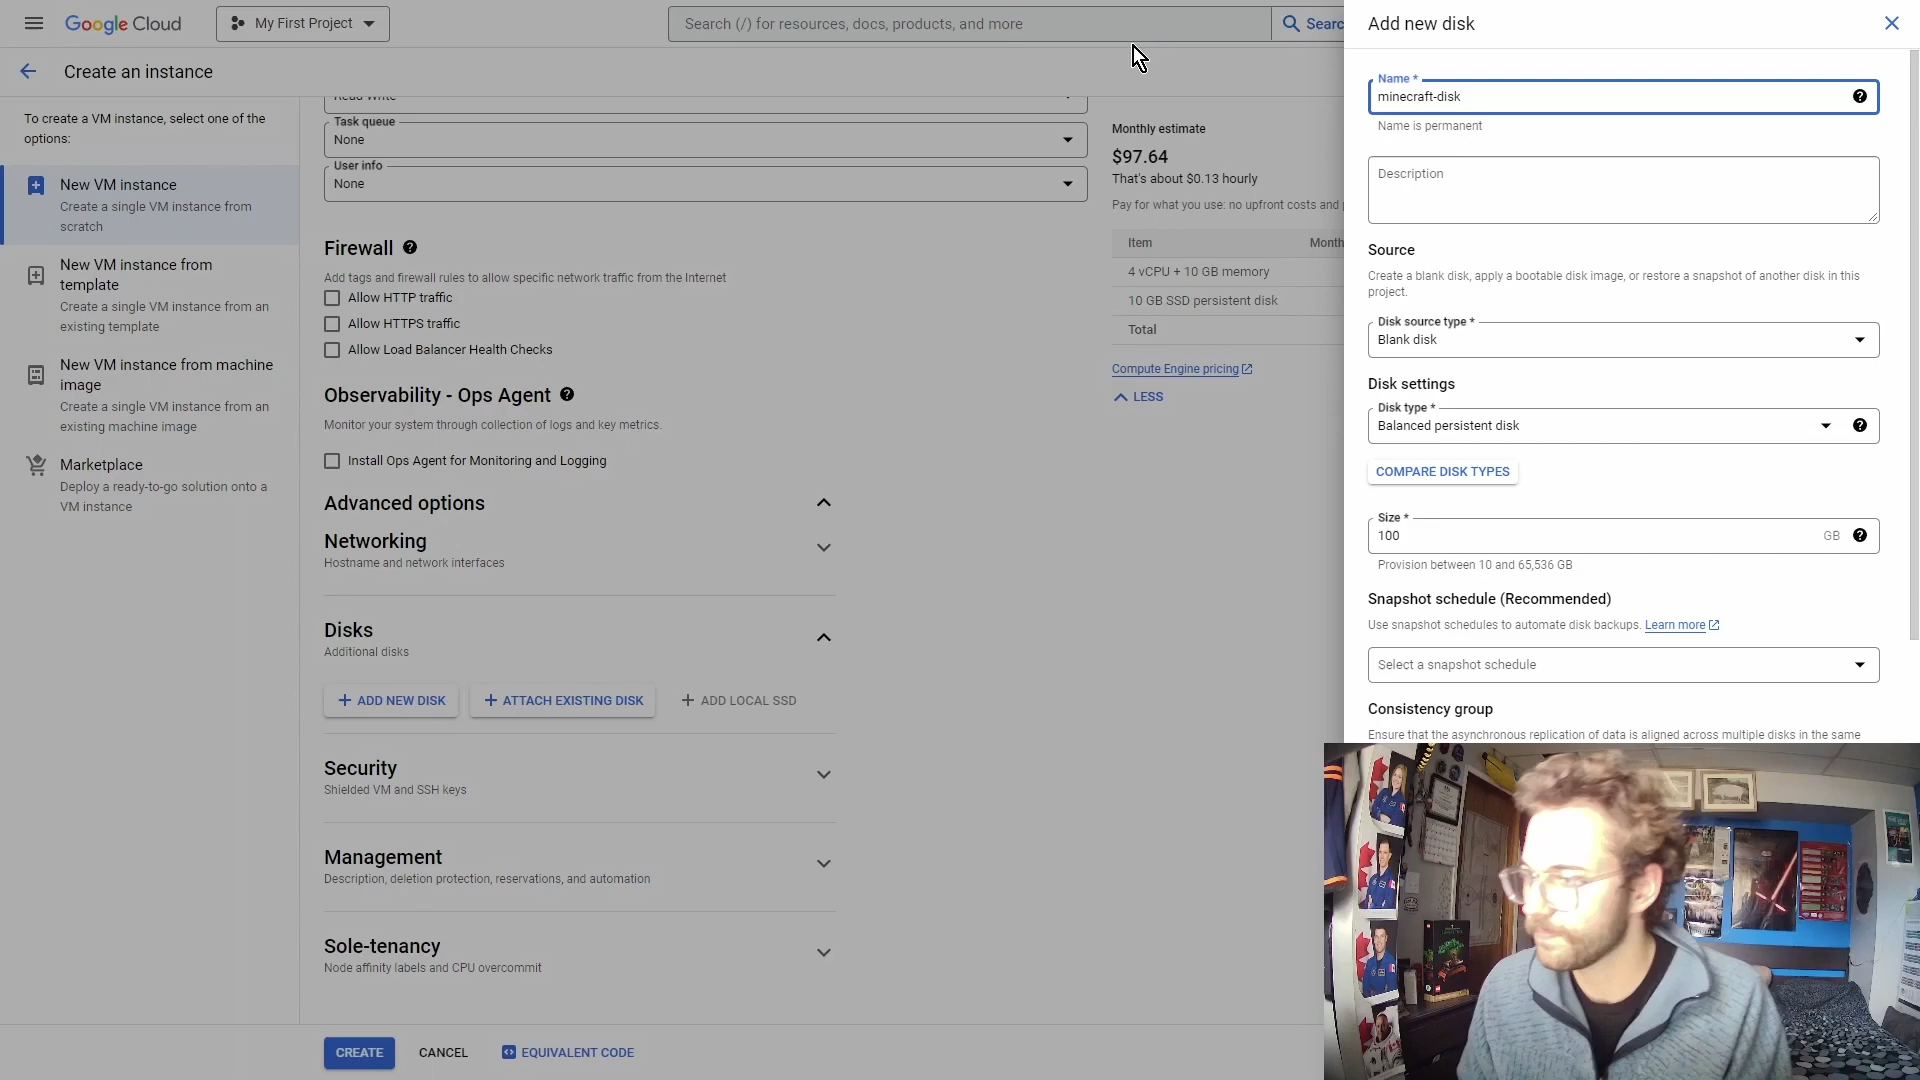 Google Cloud
My First Project
Search (/) for resources, docs, products, and more
Searc
Create an instance
To create a VM instance, select one of the
options:
New VM instance
Create a single VM instance from
scratch
New VM instance from
template
Create a single VM instance from an
existing template
New VM instance from machine
image
Create a single VM instance from an
existing machine image
Marketplace
Deploy a ready-to-go solution onto a
VM instance
Read Write
Task queue
None
User info
None
Firewall
Add tags and firewall rules to allow specific network traffic from the Internet
Allow HTTP traffic
Allow HTTPS traffic
Allow Load Balancer Health Checks
Observability - Ops Agent
Monitor your system through collection of logs and key metrics.
Install Ops Agent for Monitoring and Logging
Advanced options
Networking
Hostname and network interfaces
Disks
Additional disks
ADD NEW DISK
ATTACH EXISTING DISK
ADD LOCAL SSD
Security
Shielded VM and SSH keys
Management
Description, deletion protection, reservations, and automation
Sole-tenancy
Node affinity labels and CPU overcommit
CREATE
CANCEL
EQUIVALENT CODE
Monthly estimate
$97.64
That's about $0.13 hourly
Pay for what you use: no upfront costs and
Item
Month
4 vCPU + 10 GB memory
10 GB SSD persistent disk
Total
Compute Engine pricing
LESS
Add new disk
Name *
minecraft-disk
Name is permanent
Description
Source
Create a blank disk, apply a bootable disk image, or restore a snapshot of another disk in this
project.
Disk source type *
Blank disk
Disk settings
Disk type *
Balanced persistent disk
COMPARE DISK TYPES
Size *
100
GB
Provision between 10 and 65,536 GB
Snapshot schedule (Recommended)
Use snapshot schedules to automate disk backups. Learn more
Select a snapshot schedule
Consistency group
Ensure that the asynchronous replication of data is aligned across multiple disks in the same